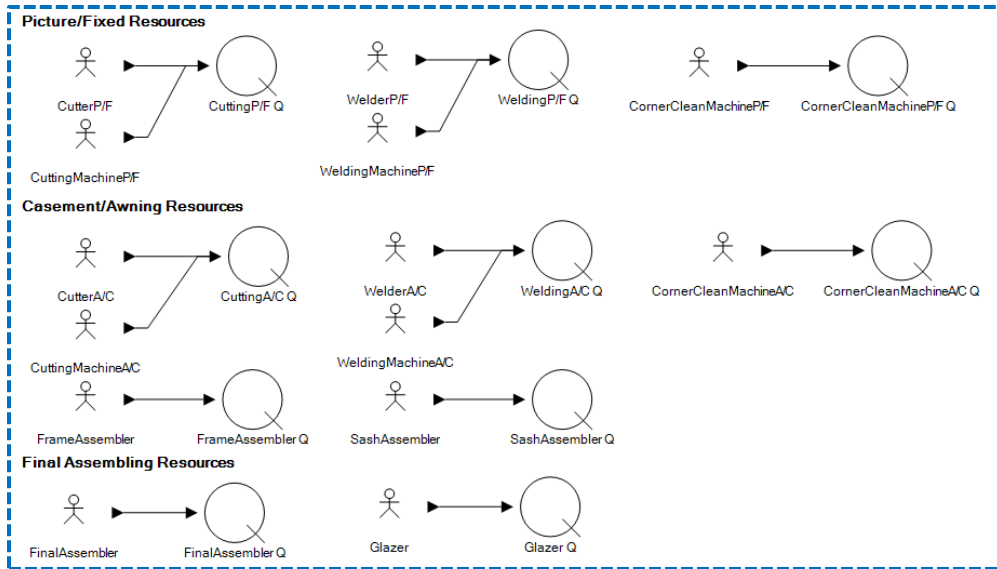 Picture/Fixed Resources
CutterP/F
CuttingP/F Q
WelderP/F
WeldingP/F Q
CornerCleanMachineP/F
CornerCleanMachineP/F Q
CuttingMachineP/F
WeldingMachineP/F
Casement/Awning Resources
CutterA/C
CuttingA/C Q
WelderA/C
WeldingA/C Q
CornerCleanMachineA/C
CornerCleanMachineA/C Q
CuttingMachineA/C
WeldingMachineA/C
FrameAssembler
FrameAssembler Q
SashAssembler
SashAssembler Q
Final Assembling Resources
FinalAssembler
FinalAssembler Q
Glazer
Glazer Q